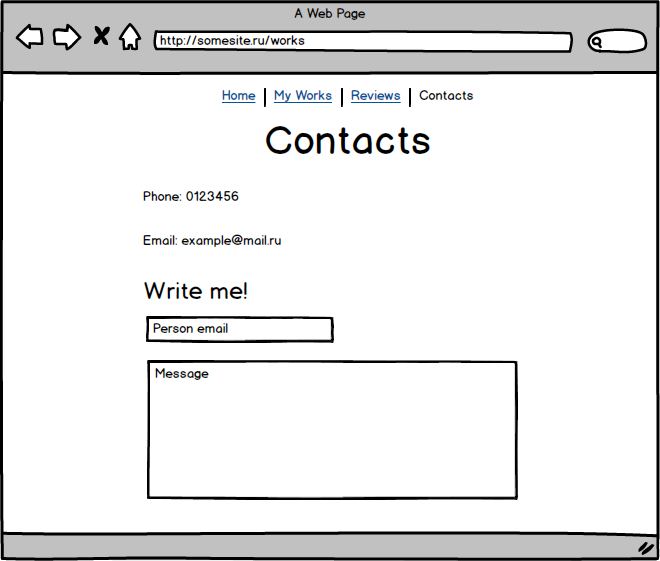 A Web Page
http://somesite.ru/works
Home | My Works | Reviews | Contacts
Contacts
Phone: 0123456
Email: example@mail.ru
Write me!
Person email
Message